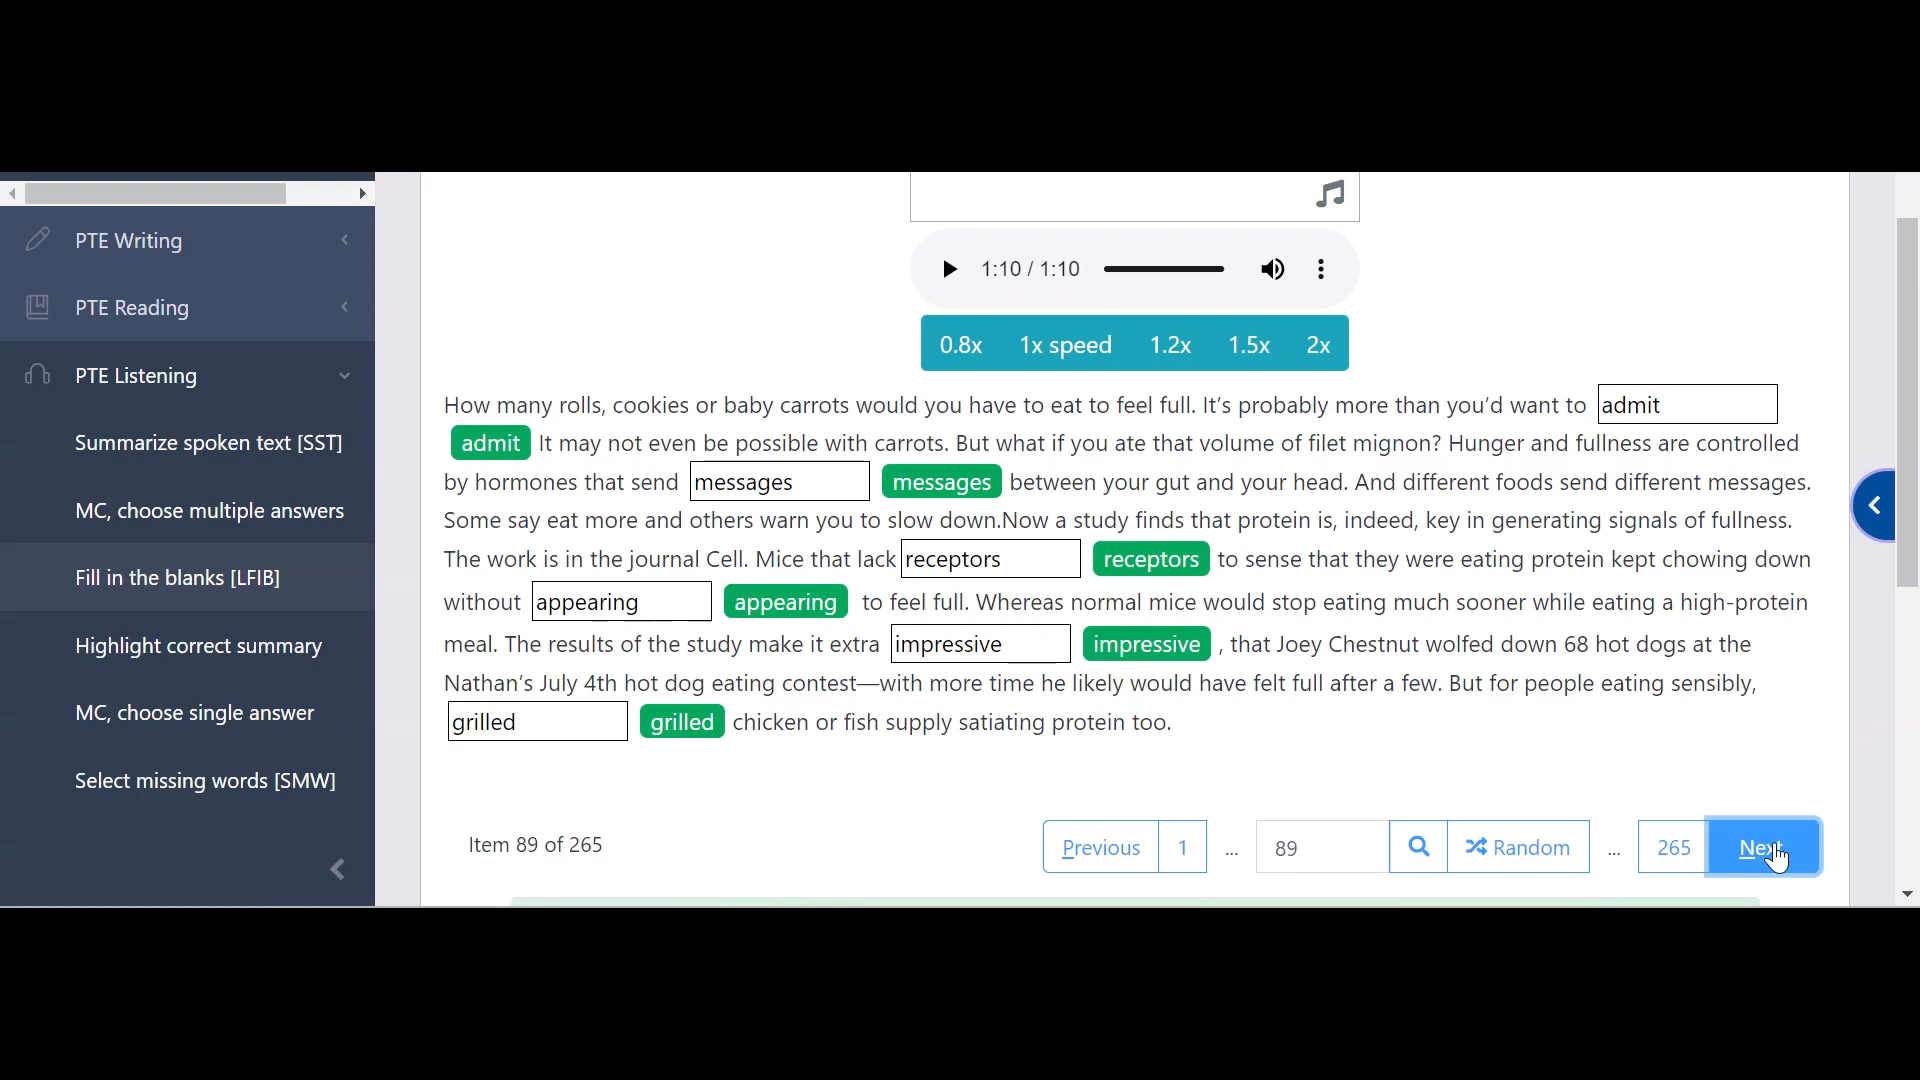 PTE Writing
PTE Reading
PTE Listening
Summarize spoken text [SST]
MC, choose multiple answers
Fill in the blanks [LFIB]
Highlight correct summary
MC, choose single answer
Select missing words [SMW]
1:10 / 1:10
0.8x 1x speed 1.2x 1.5x 2x
How many rolls, cookies or baby carrots would you have to eat to feel full. It's probably more than you'd want to admit
admit It may not even be possible with carrots. But what if you ate that volume of filet mignon? Hunger and fullness are controlled
by hormones that send messages messages between your gut and your head. And different foods send different messages.
Some say eat more and others warn you to slow down.Now a study finds that protein is, indeed, key in generating signals of fullness.
The work is in the journal Cell. Mice that lack receptors receptors to sense that they were eating protein kept chowing down
without appearing appearing to feel full. Whereas normal mice would stop eating much sooner while eating a high-protein
meal. The results of the study make it extra impressive impressive , that Joey Chestnut wolfed down 68 hot dogs at the
Nathan's July 4th hot dog eating contest—with more time he likely would have felt full after a few. But for people eating sensibly,
grilled grilled chicken or fish supply satiating protein too.
Item 89 of 265
Previous 1 ... 89 Random ... 265 Next